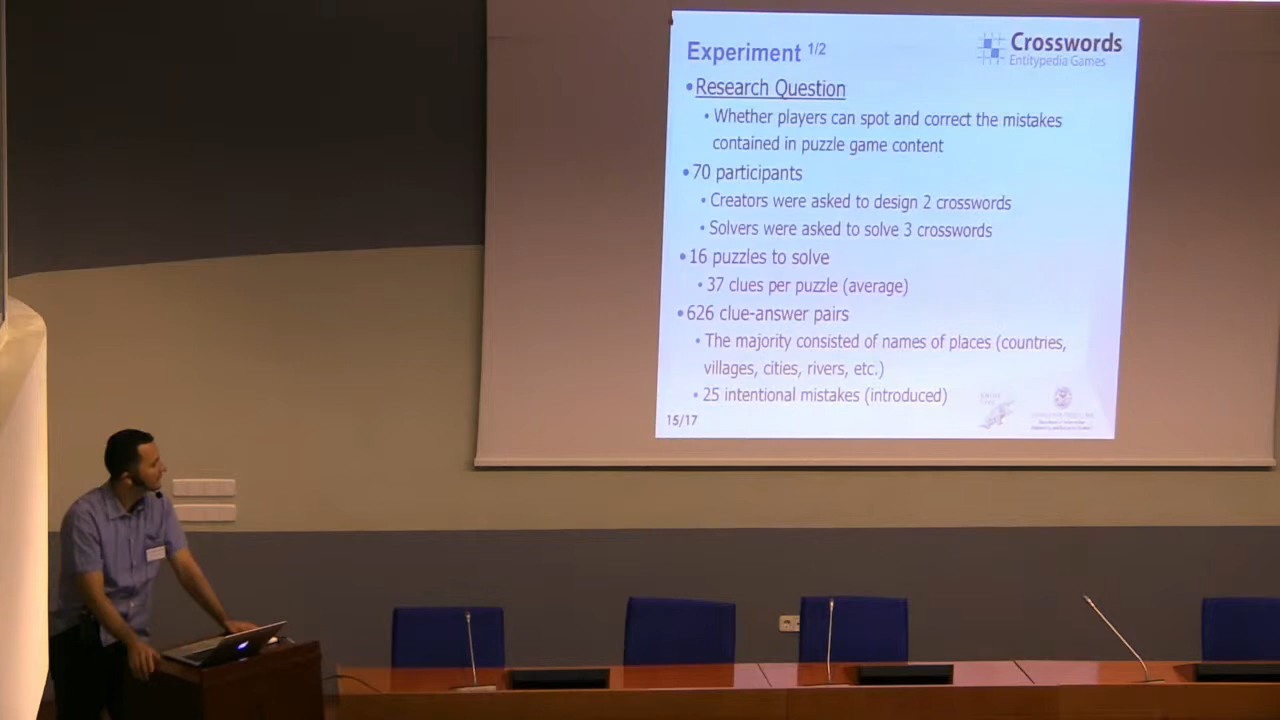 Experiment 1/2
Crosswords
Entitypedia Games
•Research Question
• Whether players can spot and correct the mistakes
contained in puzzle game content
•70 participants
• Creators were asked to design 2 crosswords
• Solvers were asked to solve 3 crosswords
•16 puzzles to solve
• 37 clues per puzzle (average)
•626 clue-answer pairs
• The majority consisted of names of places (countries,
villages, cities, rivers, etc.)
• 25 intentional mistakes (introduced)
15/17